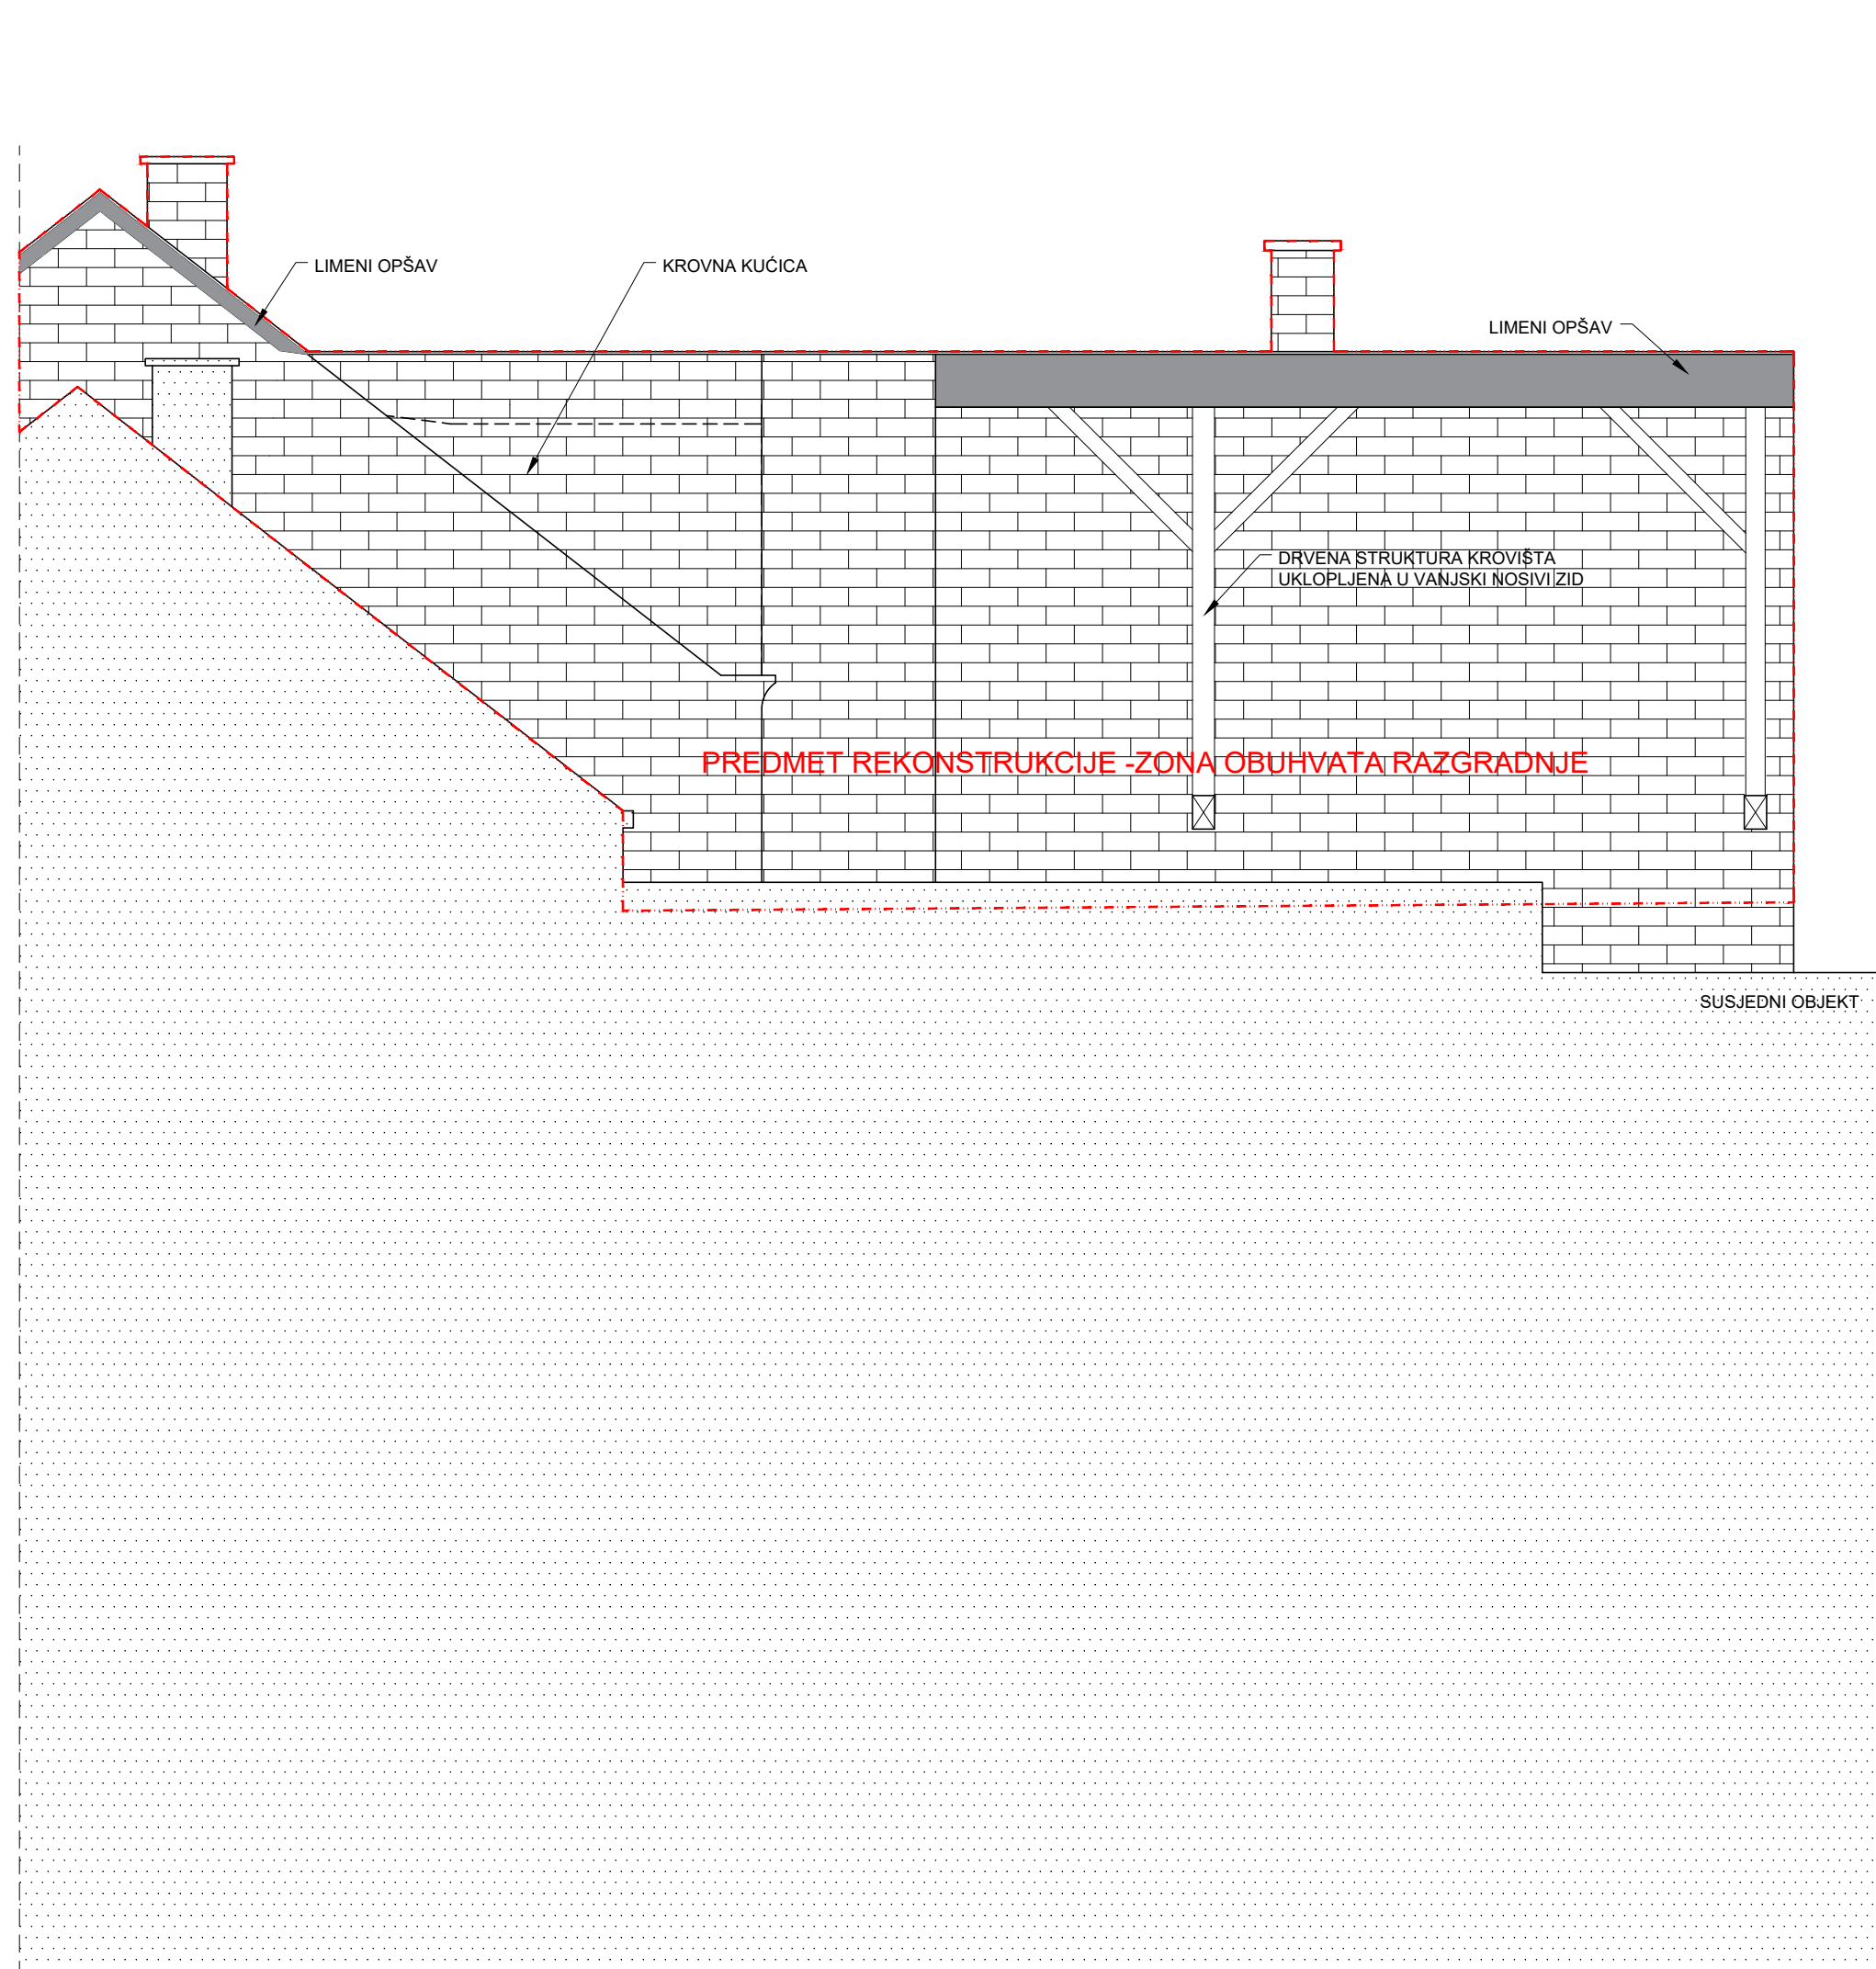 LIMENI OPŠAV
KROVNA KUĆICA
LIMENI OPŠAV
DRVENA STRUKTURA KROVIŠTA
UKLOPLJENA U VANJSKI NOSIVI ZID
PREDMET REKONSTRUKCIJE -ZONA OBUHVATA RAZGRADNJE
SUSJEDNI OBJEKT